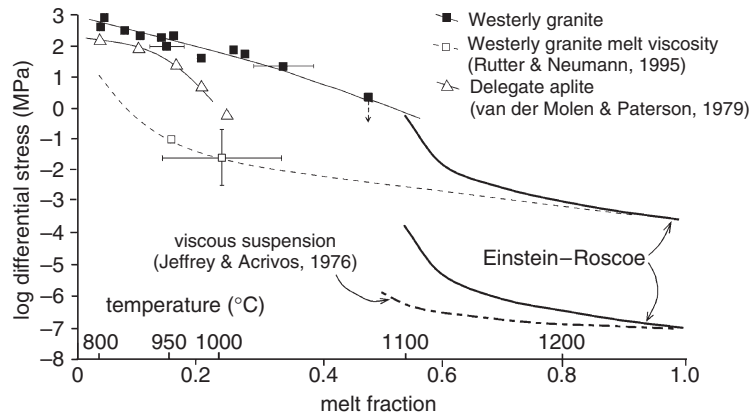 3
2
1
0
−1
−2
−3
−4
−5
−6
−7
−8
log differential stress (MPa)
Westerly granite
Westerly granite melt viscosity
(Rutter & Neumann, 1995)
Delegate aplite
(van der Molen & Paterson, 1979)
viscous suspension
(Jeffrey & Acrivos, 1976)
Einstein–Roscoe
temperature (°C)
800 950 1000 1100 1200
0 0.2 0.4 0.6 0.8 1.0
melt fraction